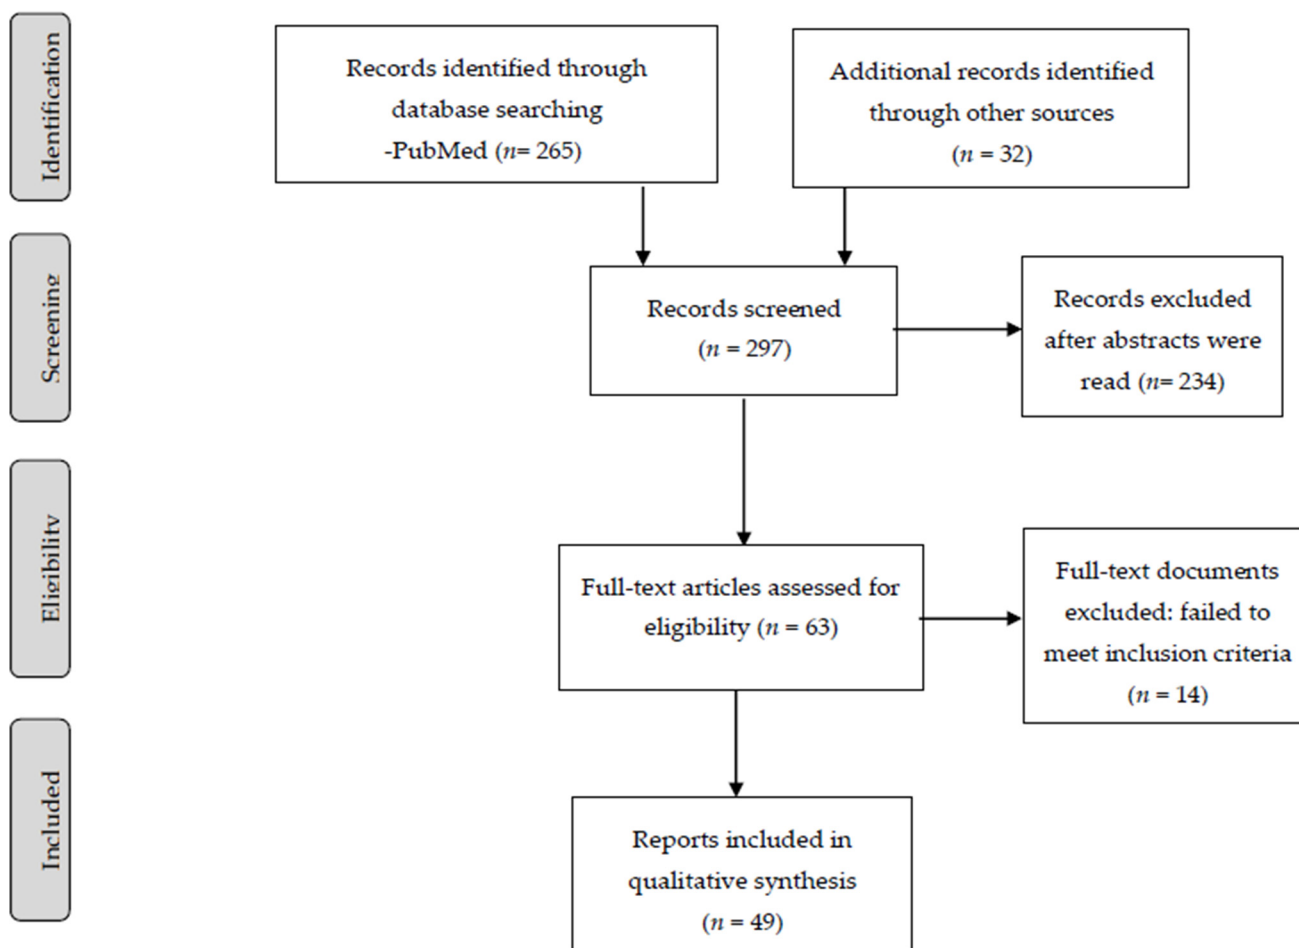 Identification
Records identified through
database searching
-PubMed (n= 265)
Additional records identified
through other sources
(n = 32)
Screening
Records screened
(n = 297)
Records excluded
after abstracts were
read (n= 234)
Eligibility
Full-text articles assessed for
eligibility (n = 63)
Full-text documents
excluded: failed to
meet inclusion criteria
(n = 14)
Included
Reports included in
qualitative synthesis
(n = 49)